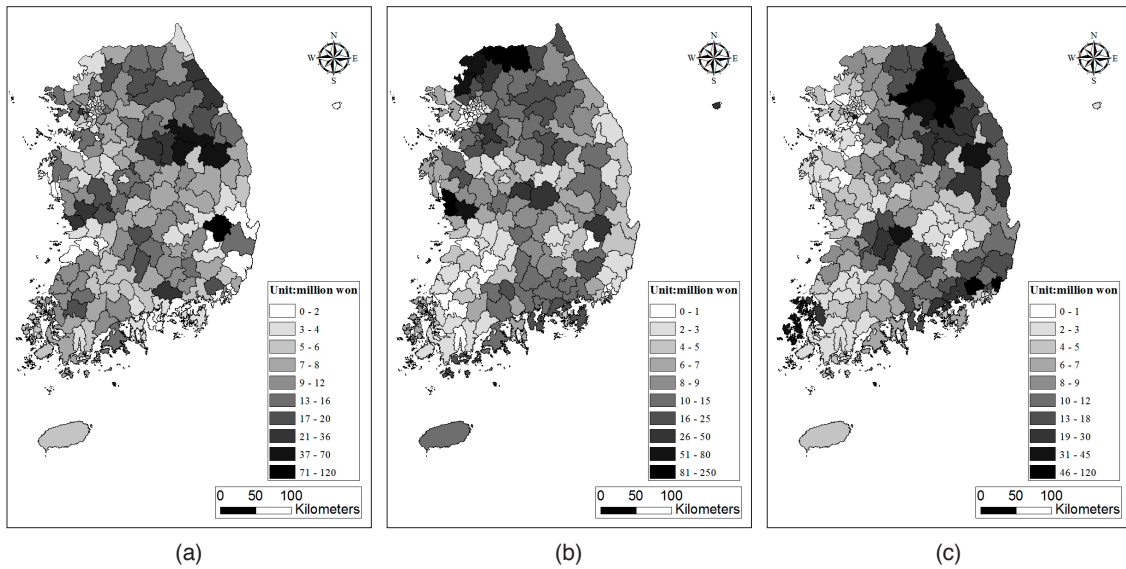 N
W E
S
Unit:million won
0 - 2
3 - 4
5 - 6
7 - 8
9 - 12
13 - 16
17 - 20
21 - 36
37 - 70
71 - 120
0 50 100
Kilometers
(a)
N
W E
S
Unit:million won
0 - 1
2 - 3
4 - 5
6 - 7
8 - 9
10 - 15
16 - 25
26 - 50
51 - 80
81 - 250
0 50 100
Kilometers
(b)
N
W E
S
Unit:million won
0 - 1
2 - 3
4 - 5
6 - 7
8 - 9
10 - 12
13 - 18
19 - 30
31 - 45
46 - 120
0 50 100
Kilometers
(c)